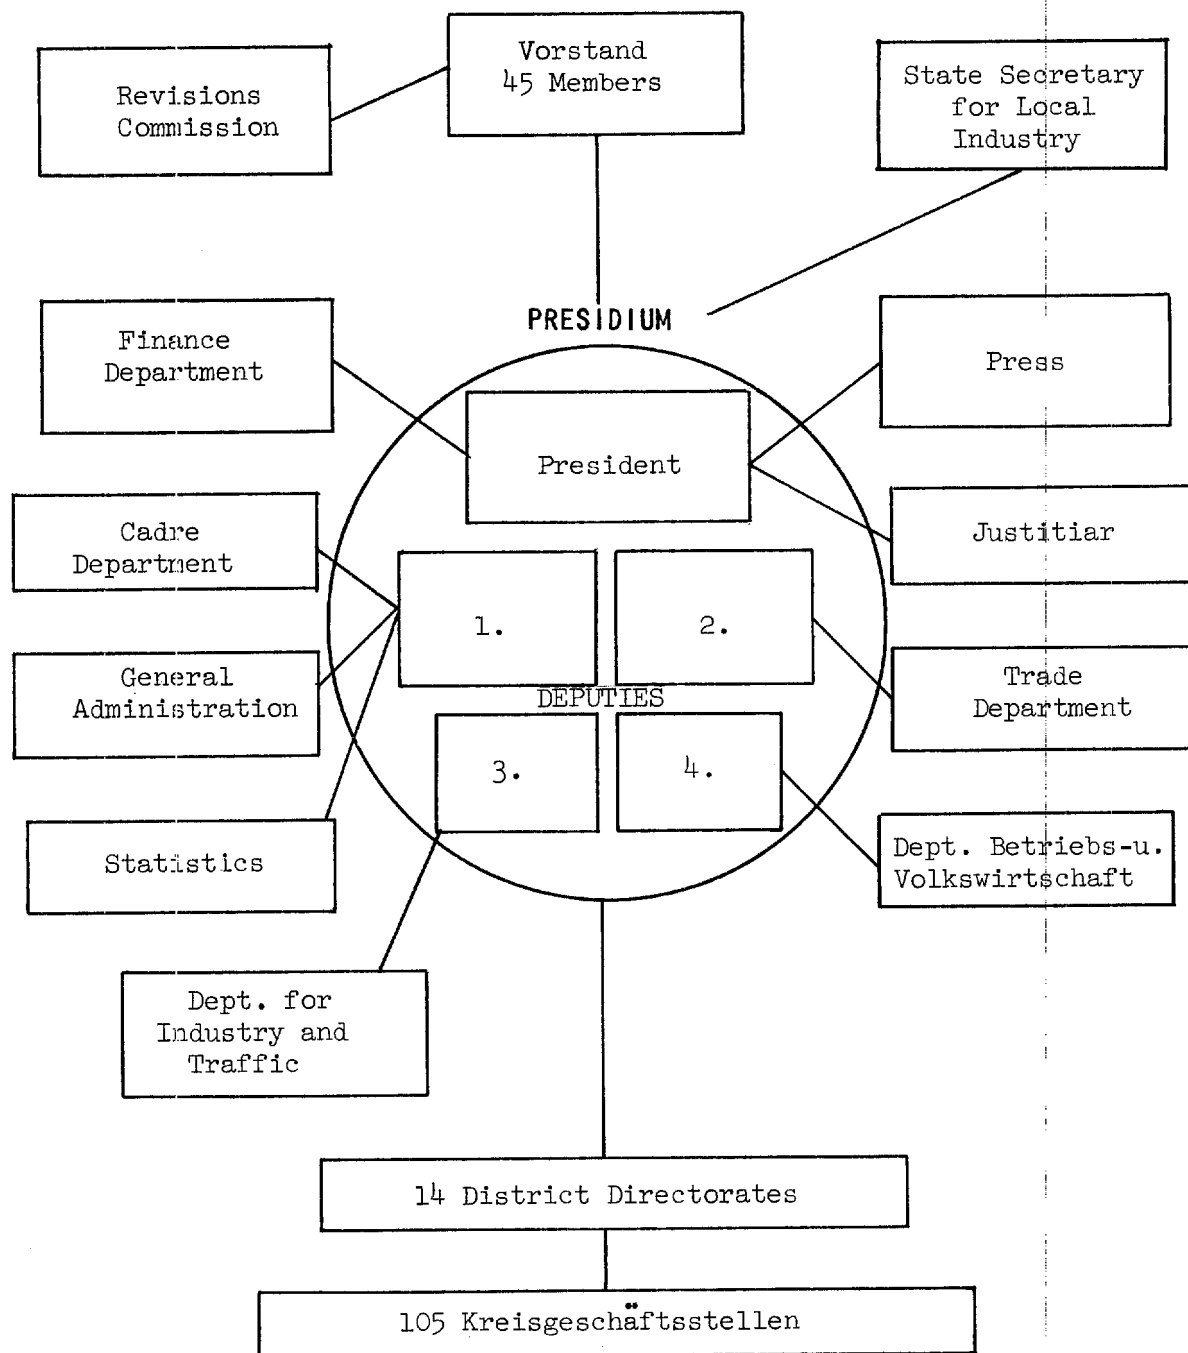 Vorstand
45 Members
Revisions
Commission
State Secretary
for Local
Industry
PRESIDIUM
Finance
Department
Press
President
Cadre
Department
Justitiar
1.
2.
General
Administration
Trade
Department
DEPUTIES
3.
4.
Statistics
Dept. Betriebs-u.
Volkswirtschaft
Dept. for
Industry and
Traffic
14 District Directorates
105 Kreisgeschäftsstellen